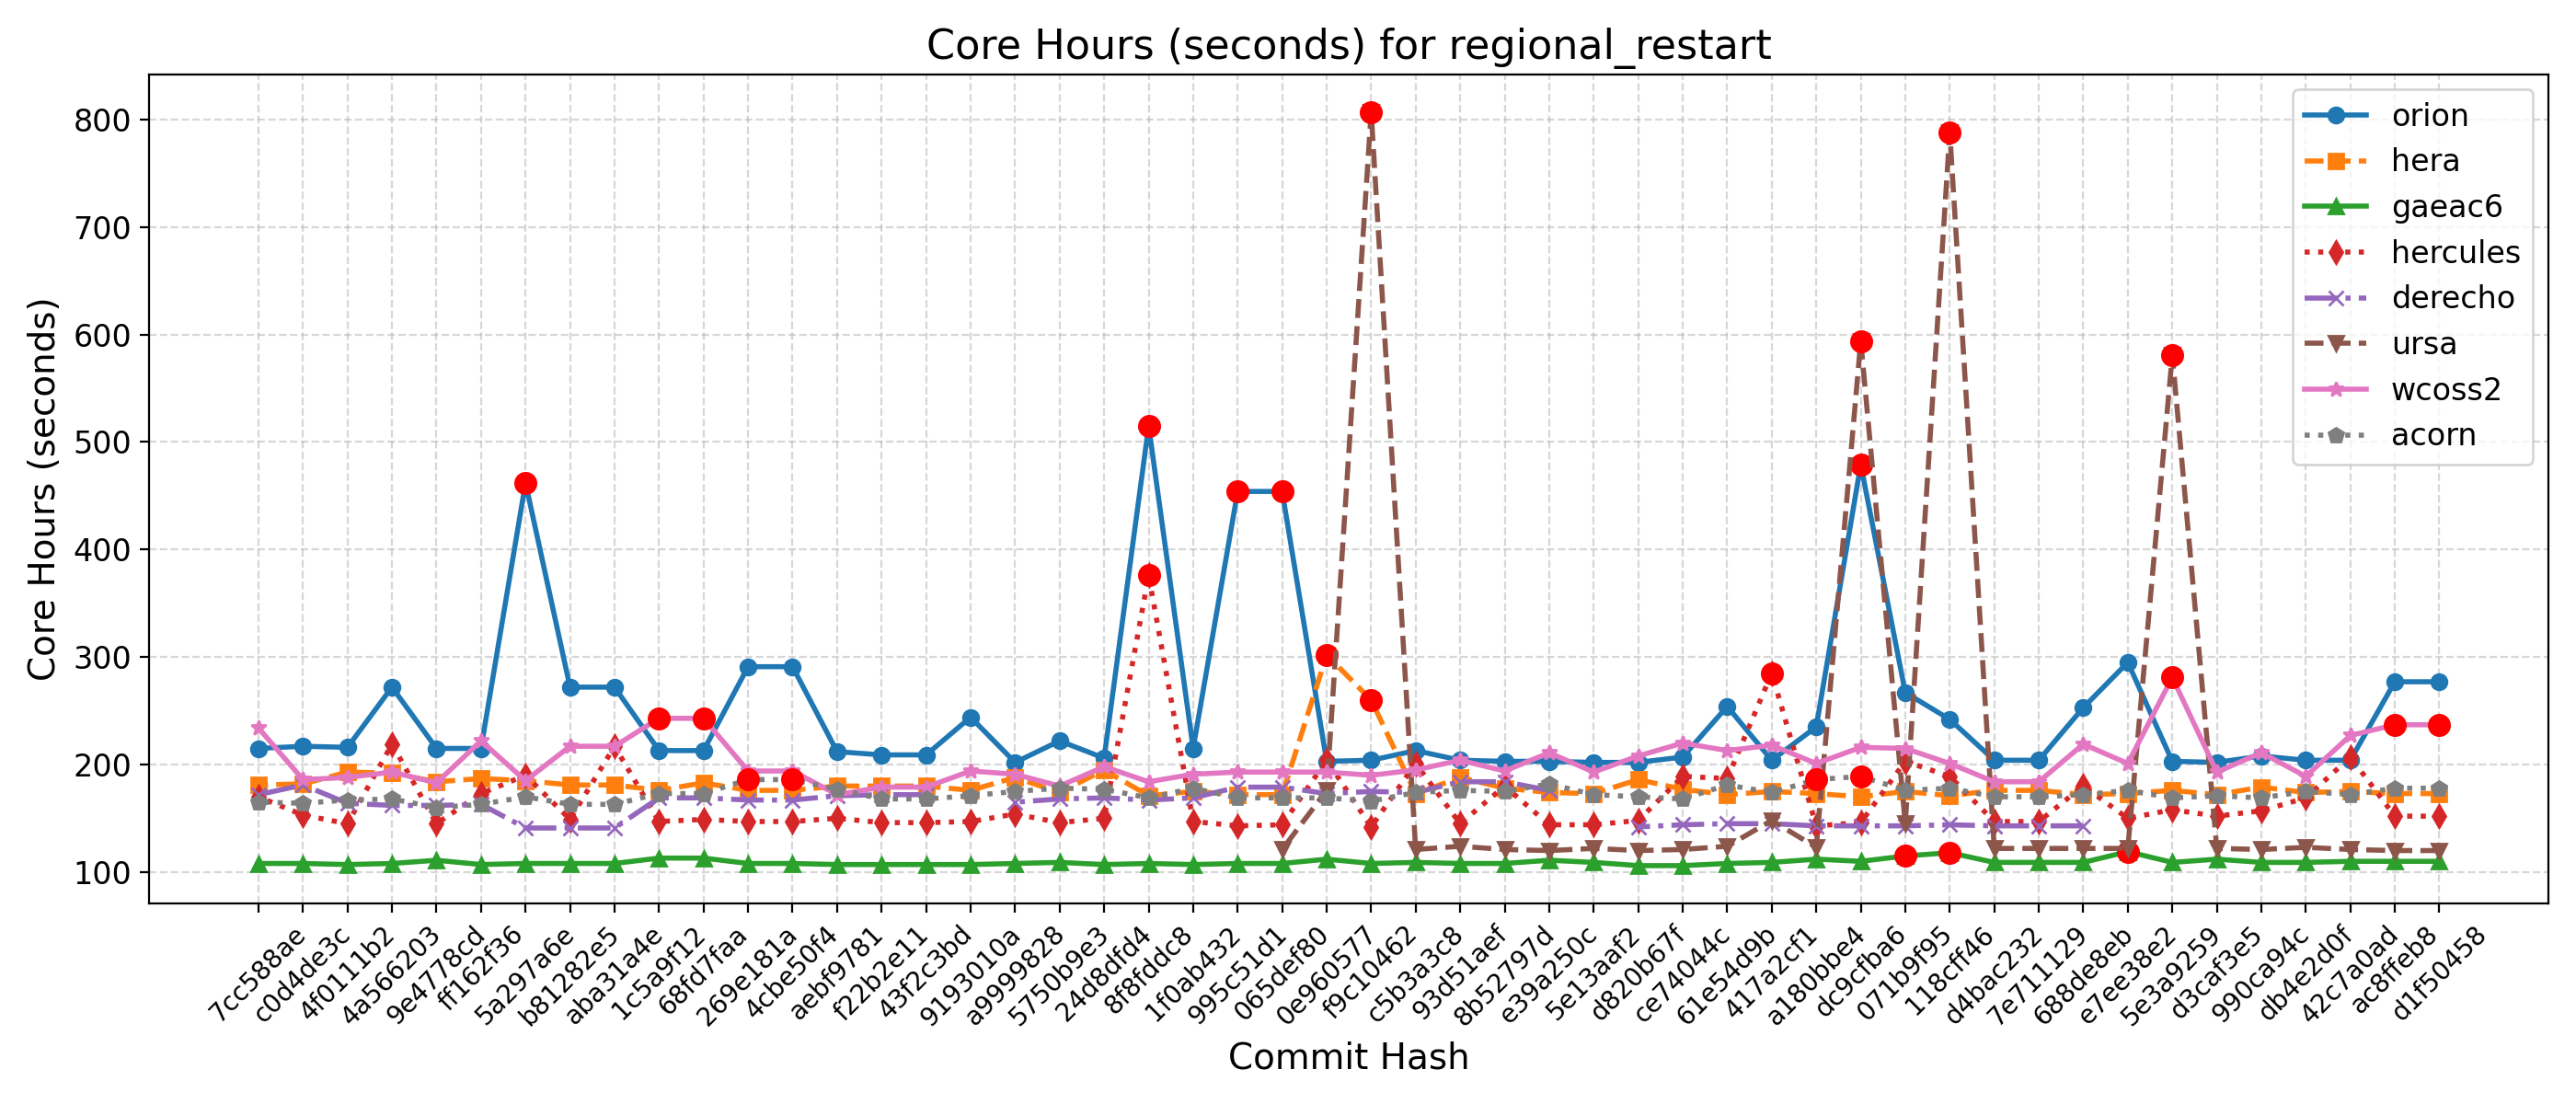 Core Hours (seconds) for regional_restart
Core Hours (seconds)
800
700
600
500
400
300
200
100
orion
hera
gaeac6
hercules
derecho
ursa
wcoss2
acorn
7cc588ae
c0d4de3c
4f0111b2
4a566203
9e4778cd
ff162f36
5a297a6e
b81282e5
aba31a4e
1c5a9f12
68fd7faa
269e181a
4cbe50f4
aebf9781
f22b2e11
43f2c3bd
9193010a
a9999828
5750b9e3
24d8dfd4
8f8fddc8
1f0ab432
995c51d1
065def80
0e960577
f9c10462
c5b3a3c8
93d51aef
8b52797d
e39a250c
5e13aaf2
d820b67f
ce74044c
61e54d9b
417a2cf1
a180bbe4
dc9cfba6
071b9f95
118cff46
d4bac232
7e711129
688de8eb
e7ee38e2
5e3a9259
d3caf3e5
990ca94c
db4e2d0f
42c7a0ad
ac8ffeb8
d1f50458
Commit Hash